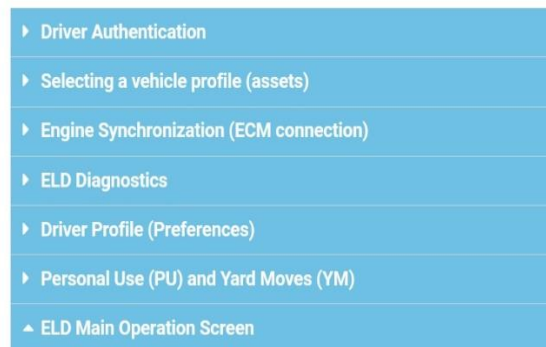 Driver Authentication
Selecting a vehicle profile (assets)
Engine Synchronization (ECM connection)
ELD Diagnostics
Driver Profile (Preferences)
Personal Use (PU) and Yard Moves (YM)
ELD Main Operation Screen